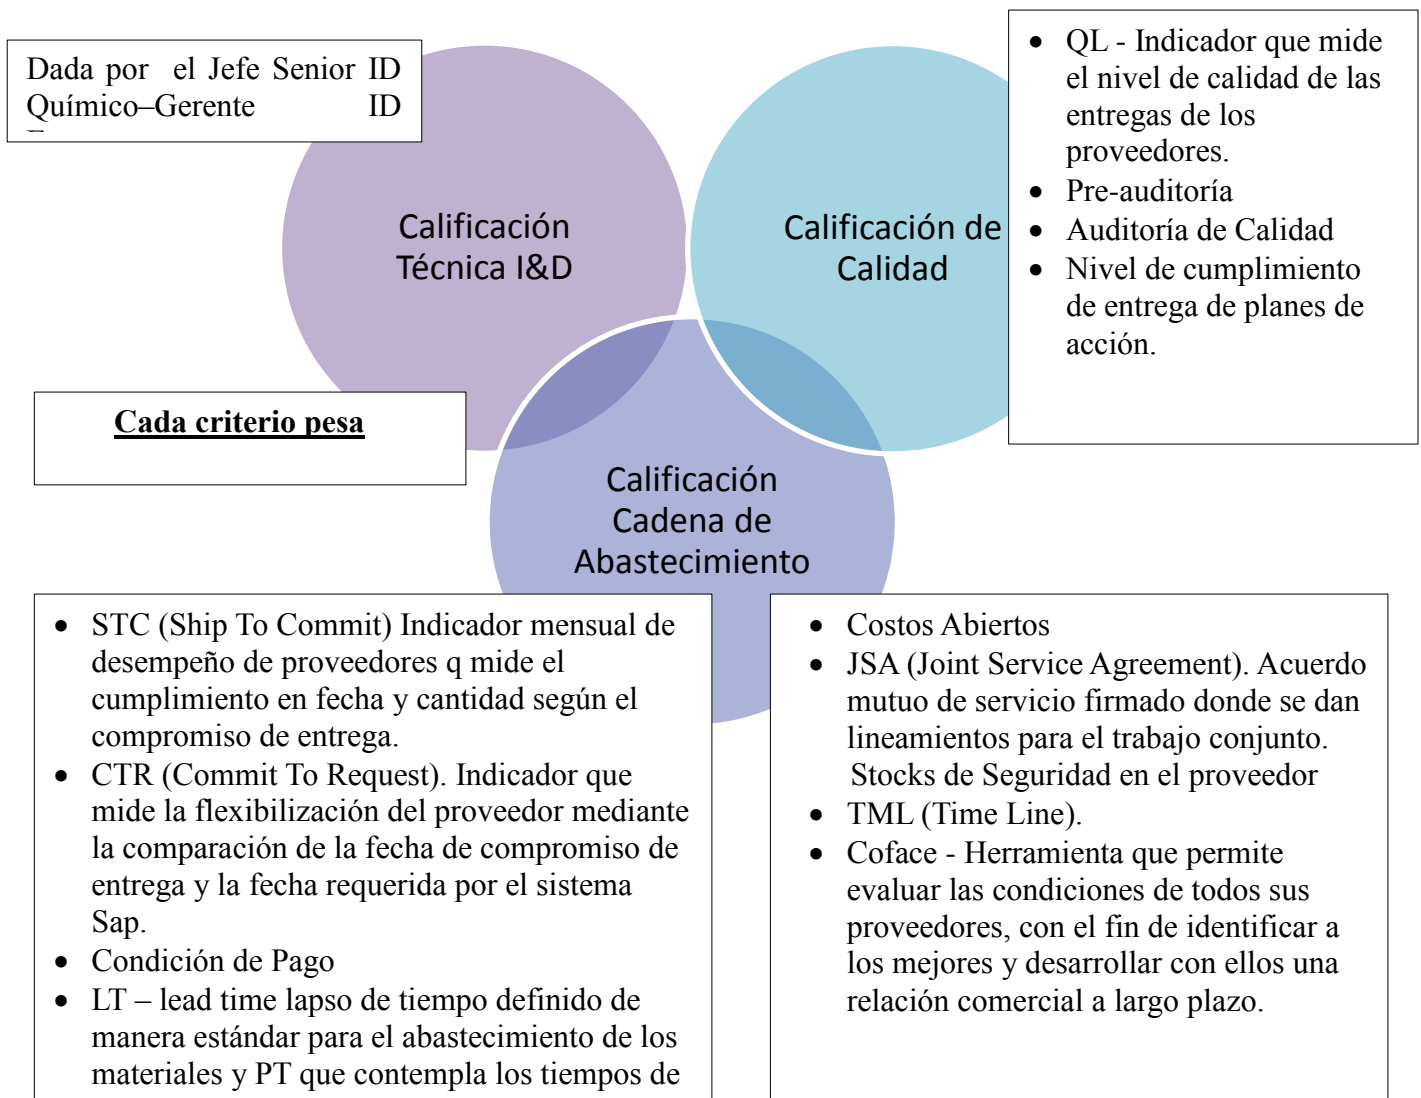 Dada por el Jefe Senior ID
Químico–Gerente ID
Calificación
Técnica I&D
Calificación de
Calidad
• QL - Indicador que mide
el nivel de calidad de las
entregas de los
proveedores.
• Pre-auditoría
• Auditoría de Calidad
• Nivel de cumplimiento
de entrega de planes de
acción.
Cada criterio pesa
Calificación
Cadena de
Abastecimiento
• STC (Ship To Commit) Indicador mensual de
desempeño de proveedores q mide el
cumplimiento en fecha y cantidad según el
compromiso de entrega.
• CTR (Commit To Request). Indicador que
mide la flexibilización del proveedor mediante
la comparación de la fecha de compromiso de
entrega y la fecha requerida por el sistema
Sap.
• Condición de Pago
• LT – lead time lapso de tiempo definido de
manera estándar para el abastecimiento de los
materiales y PT que contempla los tiempos de
• Costos Abiertos
• JSA (Joint Service Agreement). Acuerdo
mutuo de servicio firmado donde se dan
lineamientos para el trabajo conjunto.
Stocks de Seguridad en el proveedor
• TML (Time Line).
• Coface - Herramienta que permite
evaluar las condiciones de todos sus
proveedores, con el fin de identificar a
los mejores y desarrollar con ellos una
relación comercial a largo plazo.